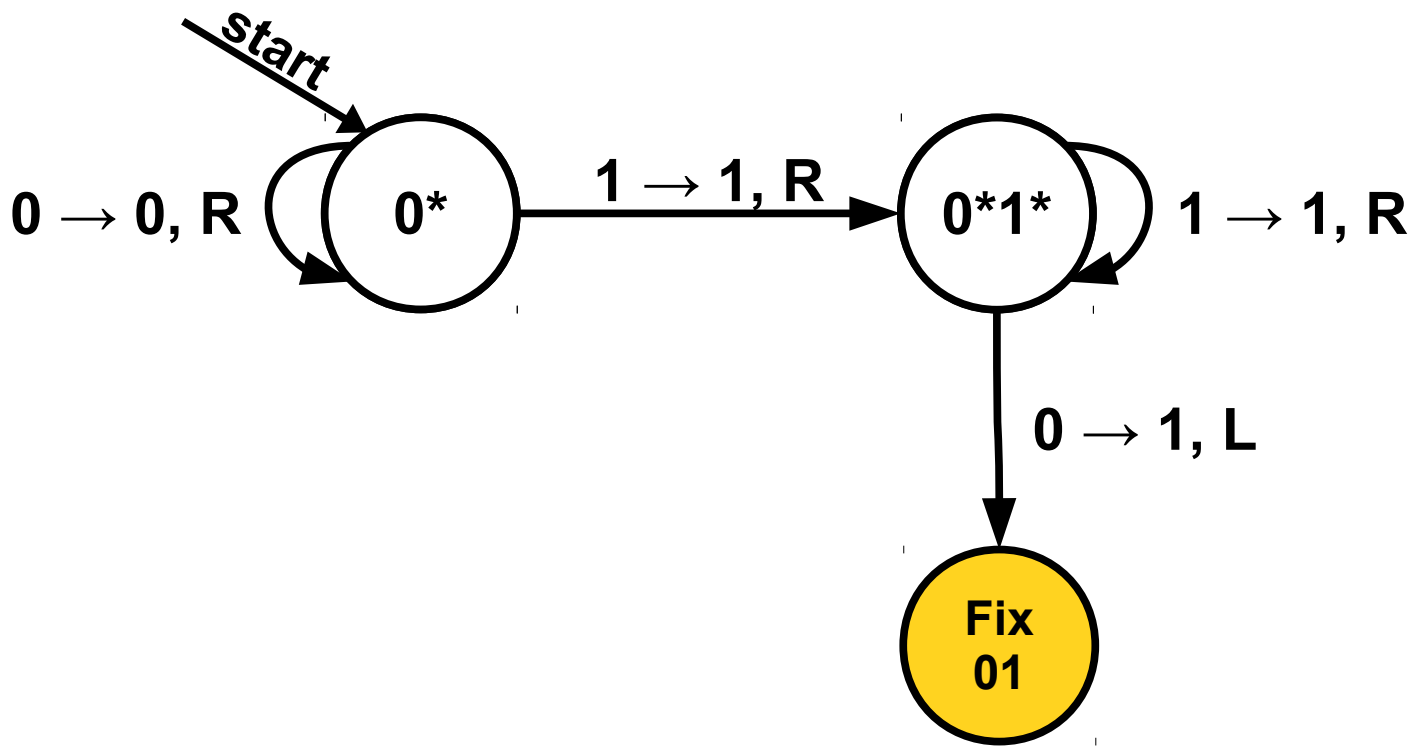 start
0 → 0, R
0*
1 → 1, R
0*1*
1 → 1, R
0 → 1, L
Fix
01